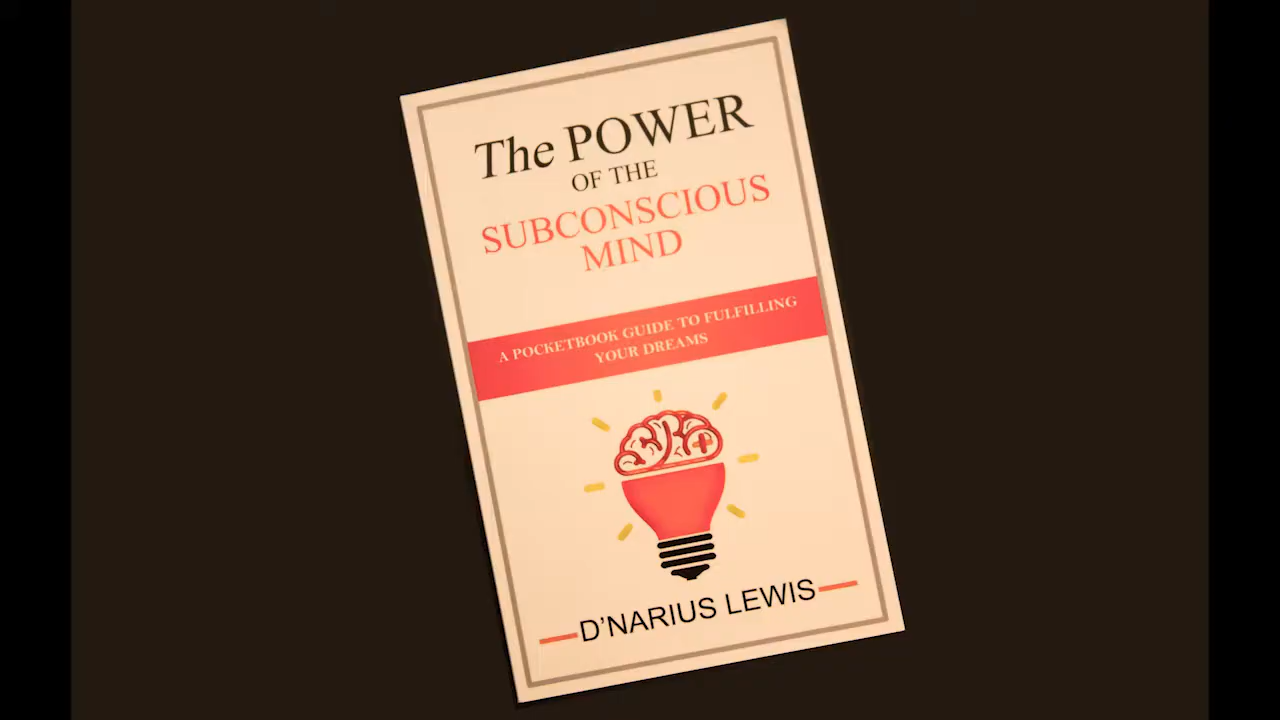 The POWER
OF THE
SUBCONSCIOUS
MIND
A POCKETBOOK GUIDE TO FULFILLING
YOUR DREAMS
D'NARIUS LEWIS